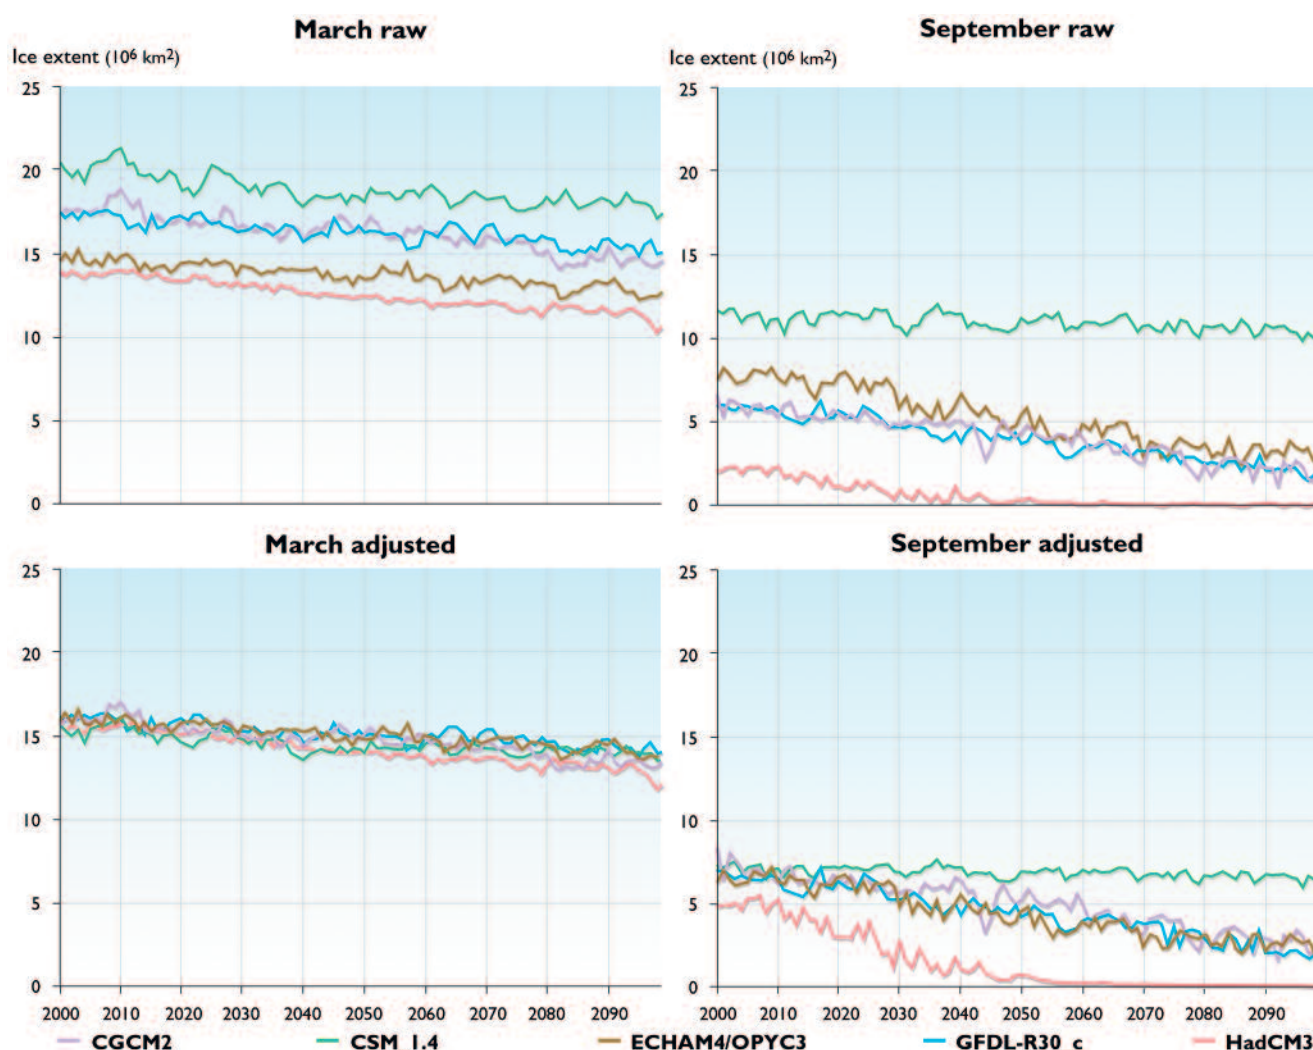 March raw
September raw
Ice extent (10⁶ km²)
Ice extent (10⁶ km²)
25
20
15
10
5
0
25
20
15
10
5
0
March adjusted
September adjusted
25
20
15
10
5
0
2000 2010 2020 2030 2040 2050 2060 2070 2080 2090
25
20
15
10
5
0
2000 2010 2020 2030 2040 2050 2060 2070 2080 2090
CGCM2 CSM_1.4 ECHAM4/OPYC3 GFDL-R30_c HadCM3